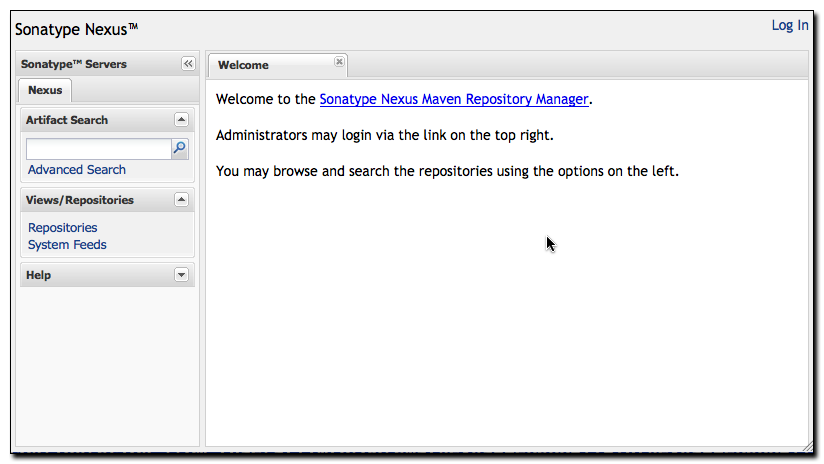 Sonatype Nexus™
Log In
Sonatype™ Servers
Nexus
Artifact Search
Advanced Search
Views/Repositories
Repositories
System Feeds
Help
Welcome
Welcome to the Sonatype Nexus Maven Repository Manager.
Administrators may login via the link on the top right.
You may browse and search the repositories using the options on the left.